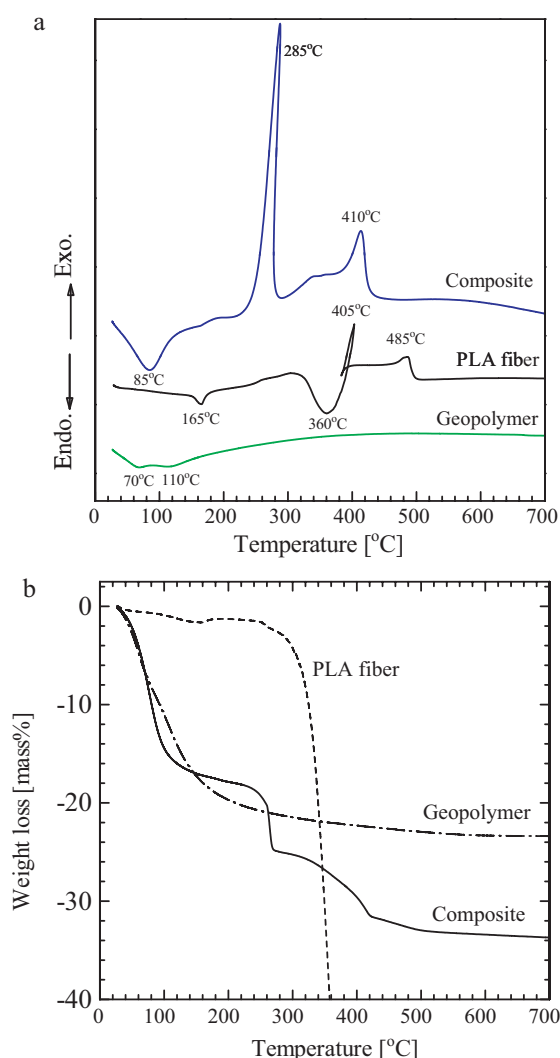 a
285°C
410°C
Composite
405°C
PLA fiber
485°C
85°C
165°C
360°C
Geopolymer
70°C 110°C
Endo. Exo.
0 100 200 300 400 500 600 700
Temperature [°C]
b
0
PLA fiber
-10
-20
Geopolymer
-30
Composite
-40
Weight loss [mass%]
0 100 200 300 400 500 600 700
Temperature [°C]